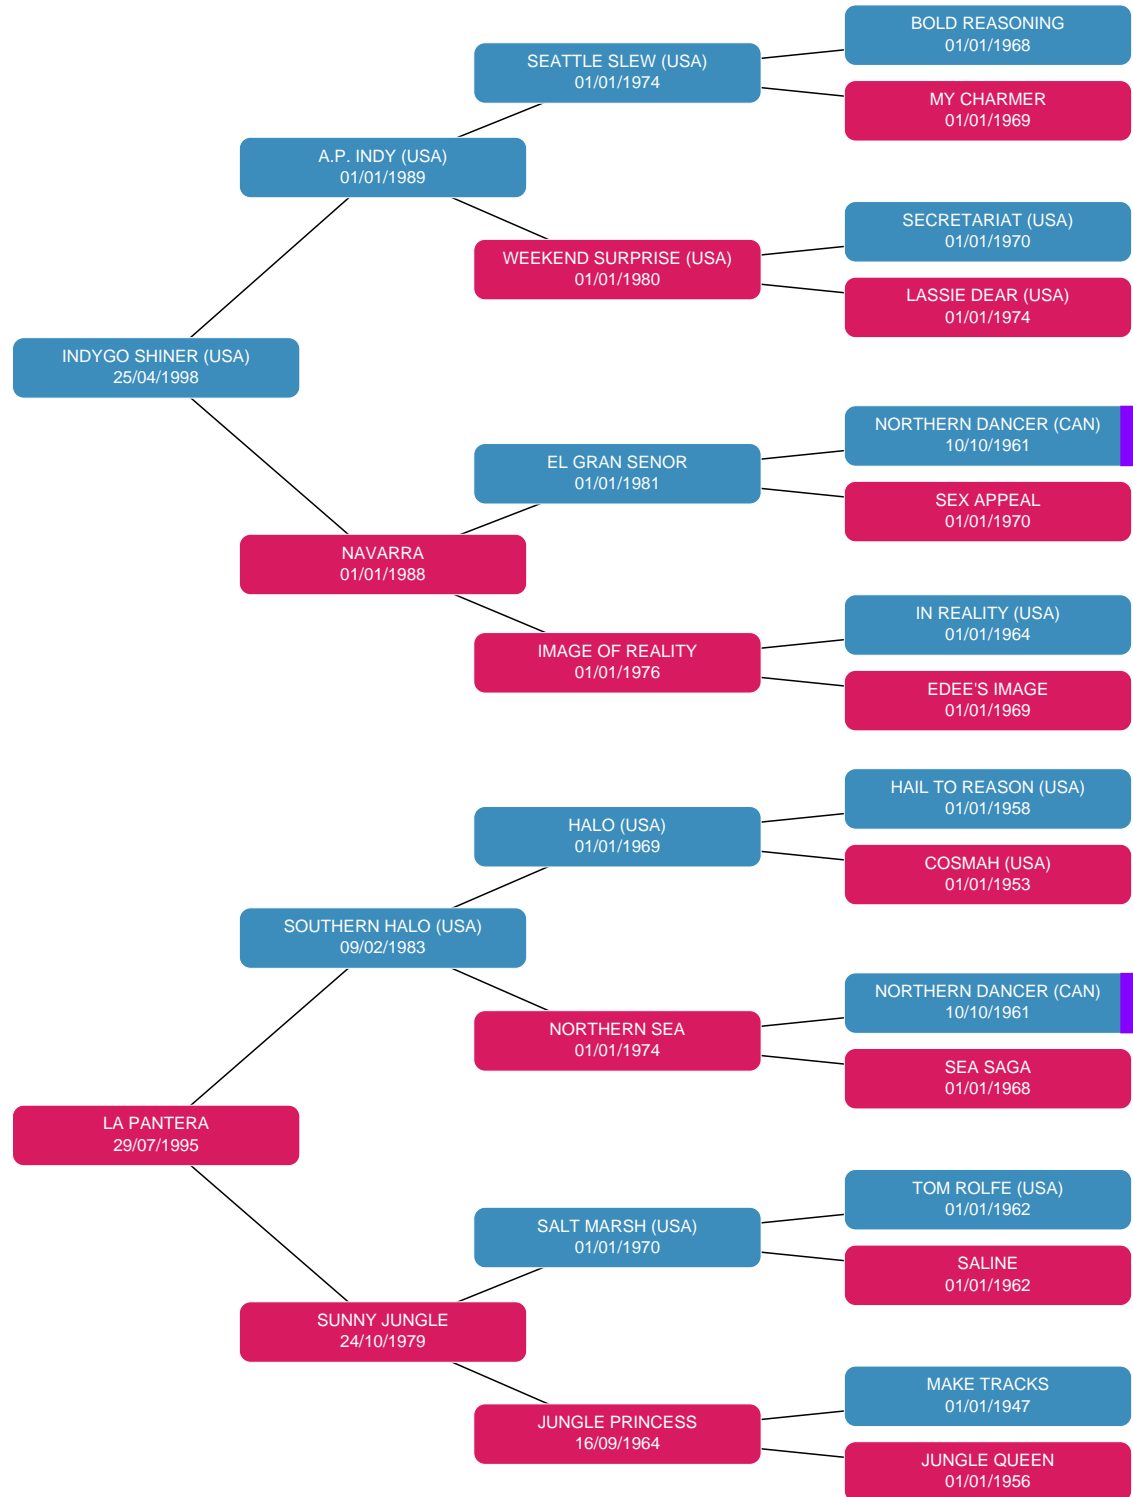 BOLD REASONING
01/01/1968
SEATTLE SLEW (USA)
01/01/1974
MY CHARMER
01/01/1969
A.P. INDY (USA)
01/01/1989
SECRETARIAT (USA)
01/01/1970
WEEKEND SURPRISE (USA)
01/01/1980
LASSIE DEAR (USA)
01/01/1974
INDYGO SHINER (USA)
25/04/1998
NORTHERN DANCER (CAN)
10/10/1961
EL GRAN SENOR
01/01/1981
SEX APPEAL
01/01/1970
NAVARRA
01/01/1988
IN REALITY (USA)
01/01/1964
IMAGE OF REALITY
01/01/1976
EDEE'S IMAGE
01/01/1969
HAIL TO REASON (USA)
01/01/1958
HALO (USA)
01/01/1969
COSMAH (USA)
01/01/1953
SOUTHERN HALO (USA)
09/02/1983
NORTHERN DANCER (CAN)
10/10/1961
NORTHERN SEA
01/01/1974
SEA SAGA
01/01/1968
LA PANTERA
29/07/1995
TOM ROLFE (USA)
01/01/1962
SALT MARSH (USA)
01/01/1970
SALINE
01/01/1962
SUNNY JUNGLE
24/10/1979
MAKE TRACKS
01/01/1947
JUNGLE PRINCESS
16/09/1964
JUNGLE QUEEN
01/01/1956